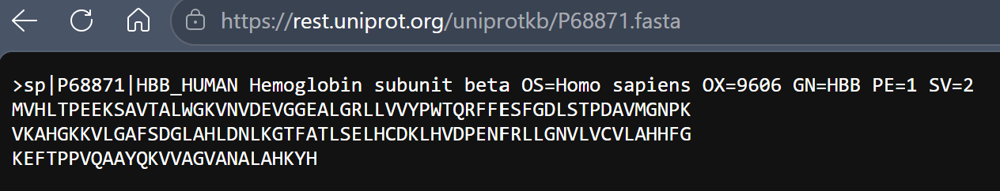 https://rest.uniprot.org/uniprotkb/P68871.fasta
>sp|P68871|HBB_HUMAN Hemoglobin subunit beta OS=Homo sapiens OX=9606 GN=HBB PE=1 SV=2
MVHLTPEEKSAVTALWGKVNVDEVGGEALGRLLVVYPWTQRFFESFGDLSTPDAVMGNPK
VKAHGKKVLGAFSDGLAHLDNLKGTFATLSELHCDKLHVDPENFRLLGNVLVCVLAHHFG
KEFTPPVQAAYQKVVAGVANALAHKYH